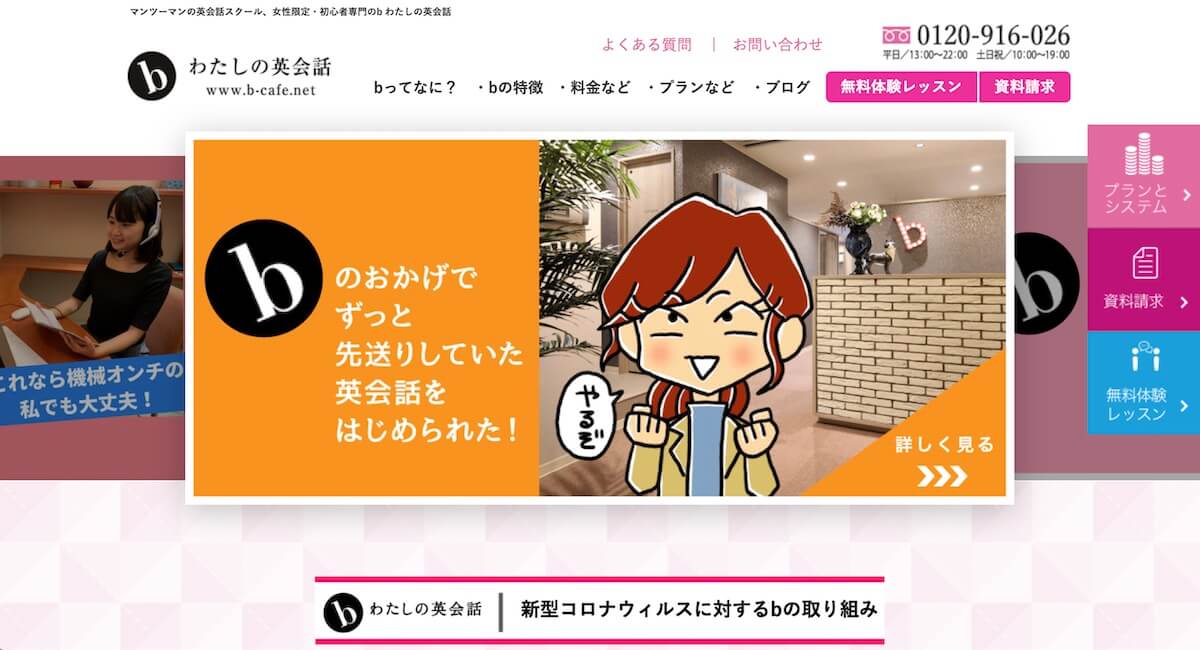 マンツーマンの英会話スクール、女性限定・初心者専門のb わたしの英会話
よくある質問 | お問い合わせ
0120-916-026
平日/13:00〜22:00 土日祝/10:00〜19:00
b わたしの英会話
www.b-cafe.net
bってなに？ ・bの特徴 ・料金など ・プランなど ・ブログ
無料体験レッスン 資料請求
これなら機械オンチの
私でも大丈夫！
b のおかげで
ずっと
先送りしていた
英会話を
はじめられた！
やるぞ
b
詳しく見る
b
プランと
システム
資料請求
無料体験
レッスン
b わたしの英会話 | 新型コロナウィルスに対するbの取り組み